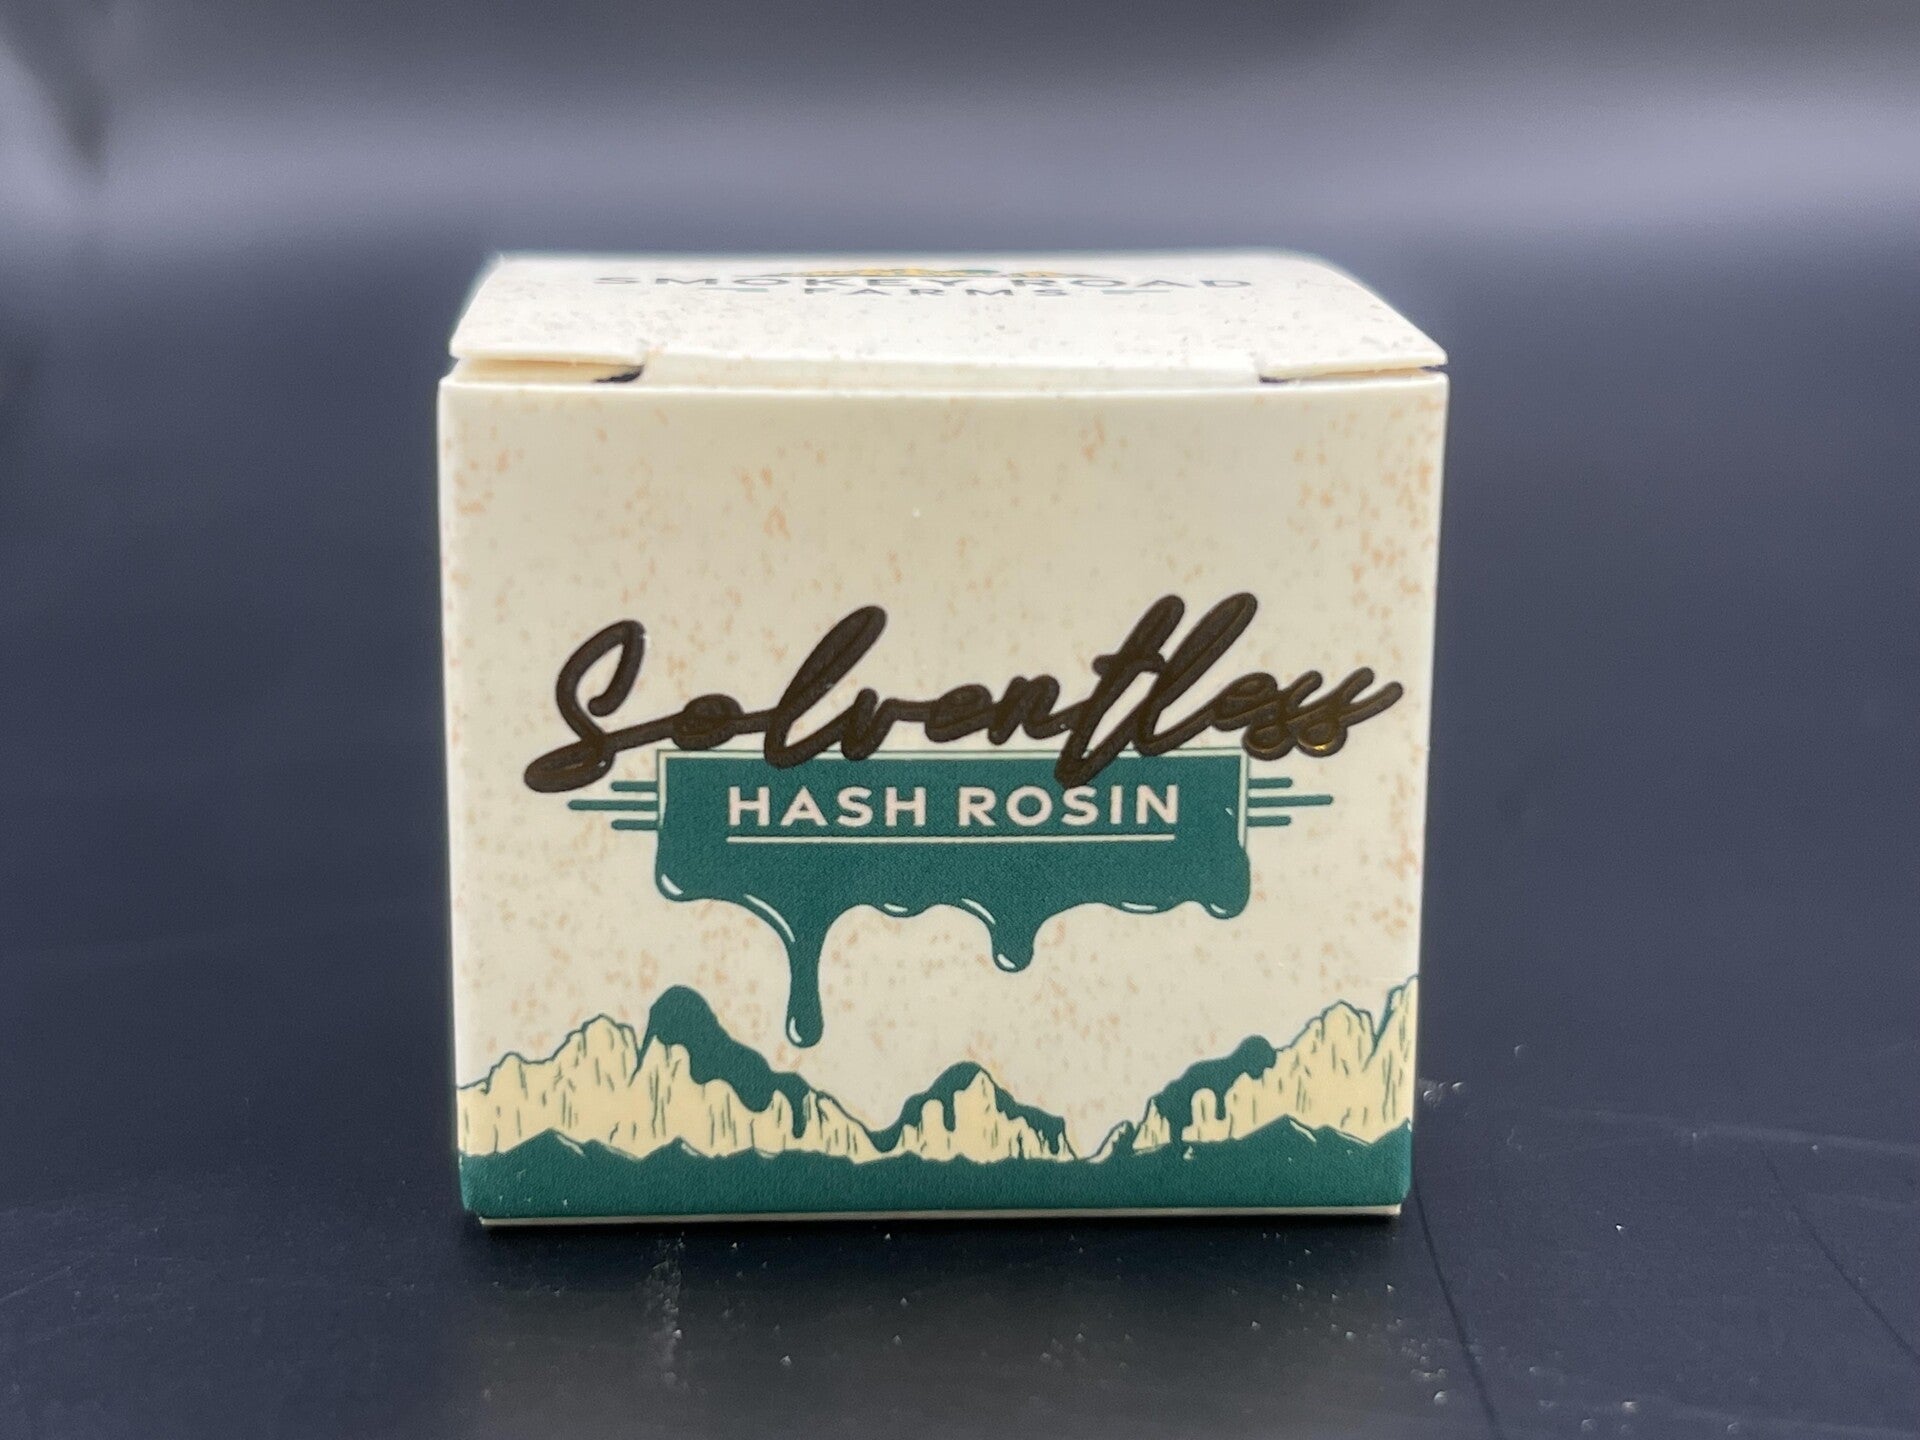 SMOKEY ROAD
FARMS
Solventless
HASH ROSIN